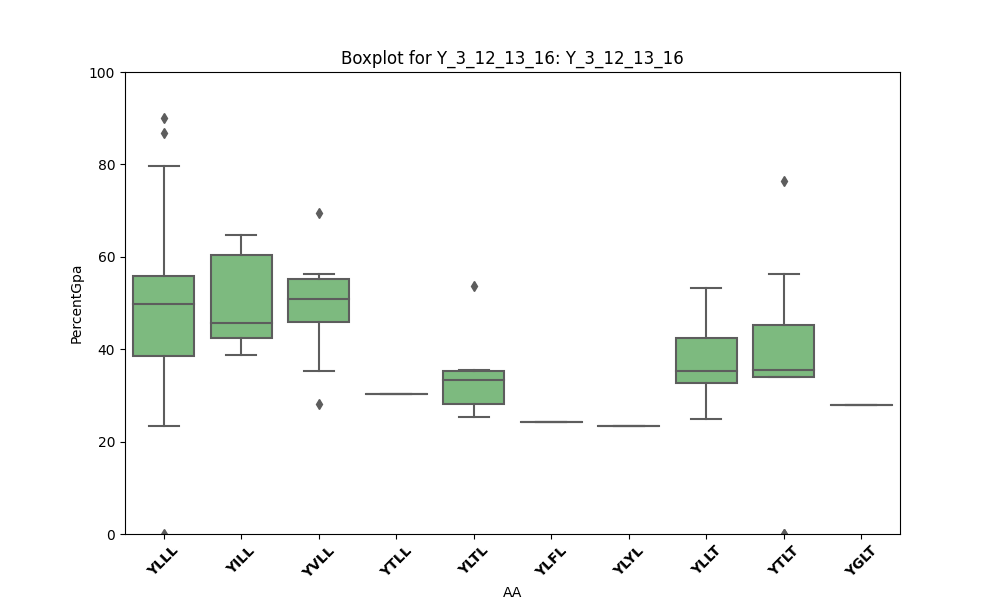 Boxplot for Y_3_12_13_16: Y_3_12_13_16
100
80
60
40
20
0
PercentGpa
YLLL
YILL
YVLL
YTLL
YLTL
YLFL
YLYL
YLLT
YTLT
YGLT
AA